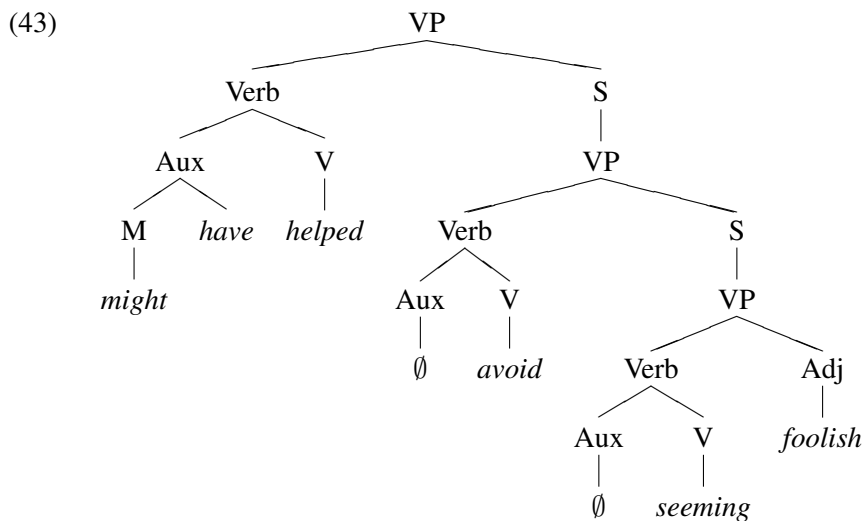 (43) VP
Verb S
Aux V VP
M have helped Verb S
might Aux V VP
∅ avoid Verb Adj
Aux V foolish
∅ seeming